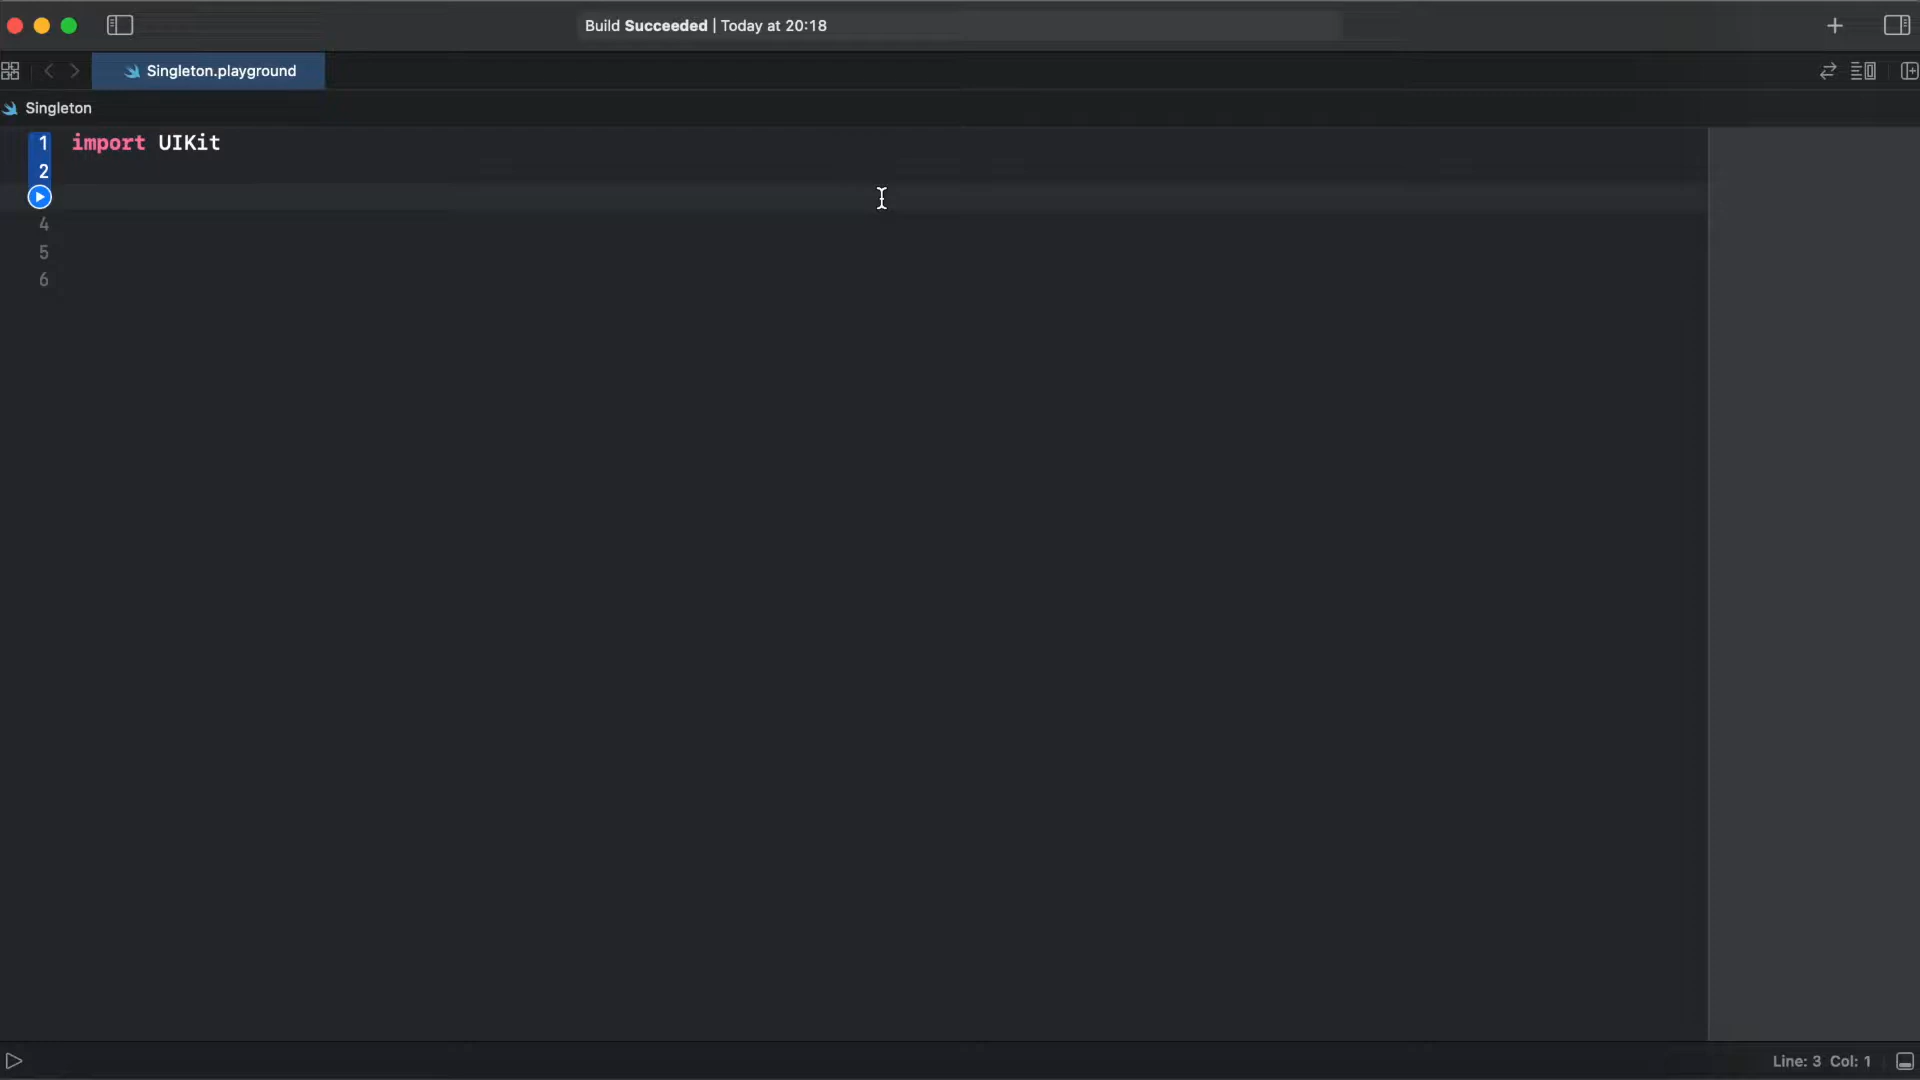 Build Succeeded | Today at 20:18
Singleton.playground
Singleton
1 import UIKit
2
4
5
6
Line: 3 Col: 1